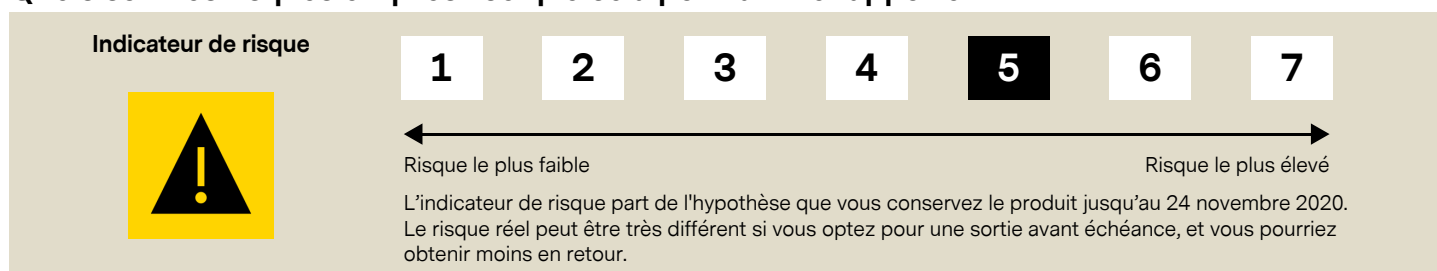 Indicateur de risque
1 2 3 4 5 6 7
Risque le plus faible Risque le plus élevé
L'indicateur de risque part de l'hypothèse que vous conservez le produit jusqu'au 24 novembre 2020.
Le risque réel peut être très différent si vous optez pour une sortie avant échéance, et vous pourriez
obtenir moins en retour.